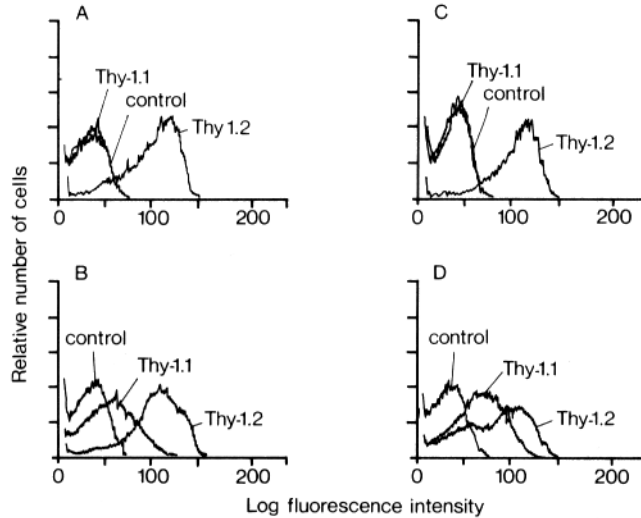 A
Thy-1.1
control
Thy 1.2
0 100 200
C
Thy-1.1
control
Thy-1.2
0 100 200
B
control
Thy-1.1
Thy-1.2
0 100 200
D
control
Thy-1.1
Thy-1.2
0 100 200
Relative number of cells
Log fluorescence intensity